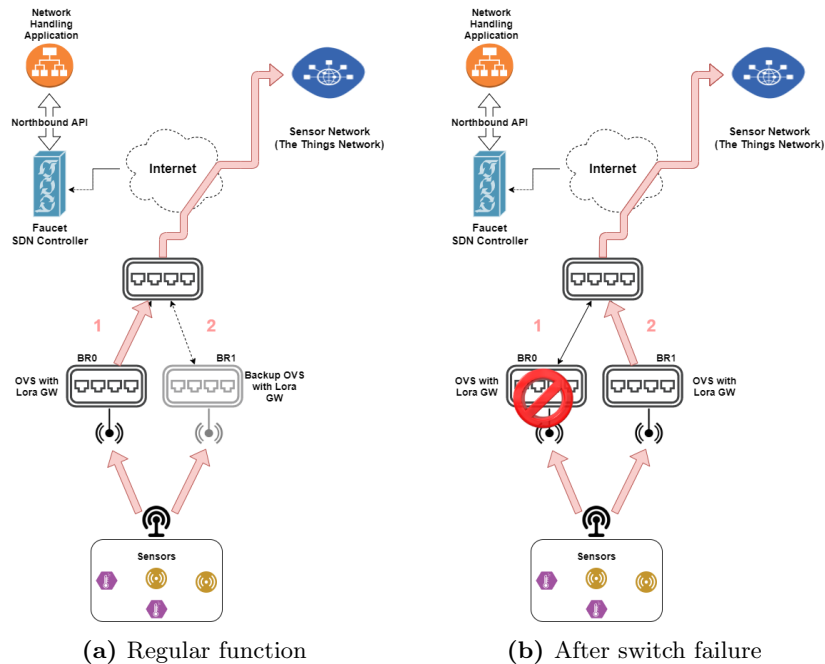 Network
Handling
Application
Northbound API
Internet
Sensor Network
(The Things Network)
Faucet
SDN Controller
1
2
BR0
BR1
OVS with
Lora GW
Backup OVS
with Lora
GW
Sensors
(a) Regular function
Network
Handling
Application
Northbound API
Internet
Sensor Network
(The Things Network)
Faucet
SDN Controller
1
2
BR0
BR1
OVS with
Lora GW
OVS with
Lora GW
Sensors
(b) After switch failure